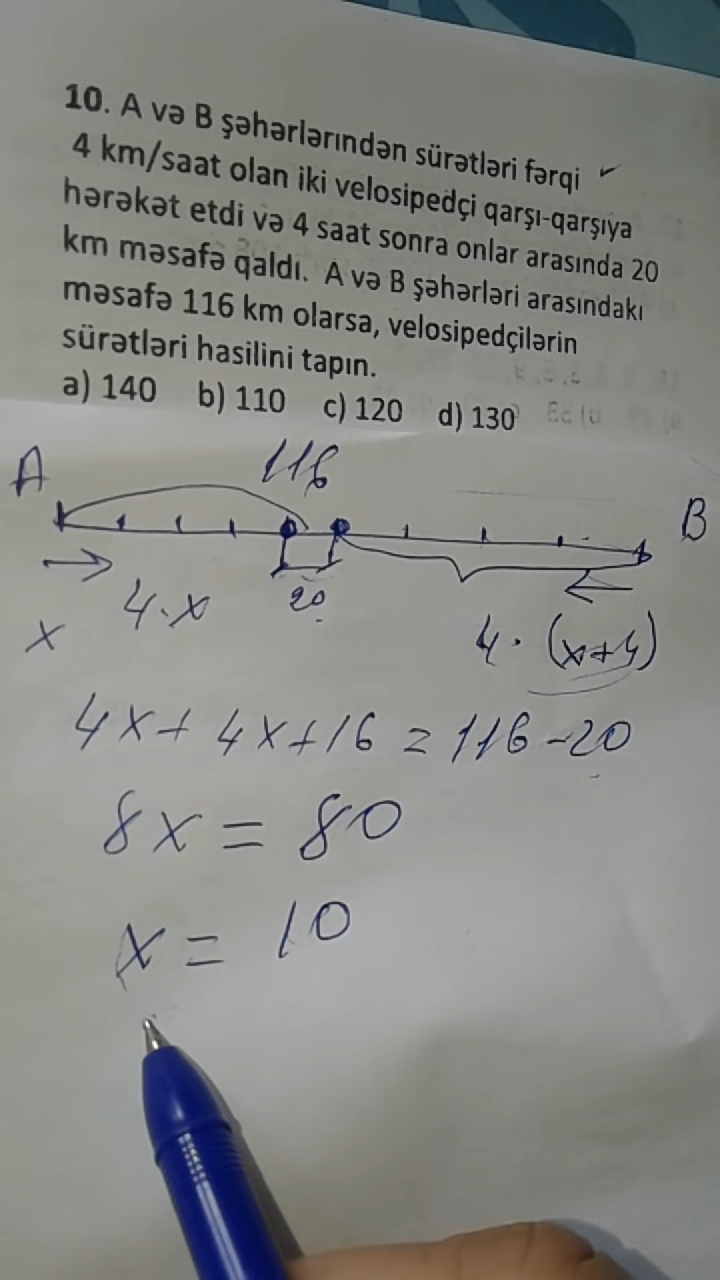 10. A və B şəhərlərindən sürətləri fərqi
4 km/saat olan iki velosipedçi qarşı-qarşıya
hərəkət etdi və 4 saat sonra onlar arasında 20
km məsafə qaldı. A və B şəhərləri arasındakı
məsafə 116 km olarsa, velosipedçilərin
sürətləri hasilini tapın.
a) 140 b) 110 c) 120 d) 130
A 116 B
4·x 20 4·(x+4)
x
4x+4x+16=116-20
8x=80
x=10